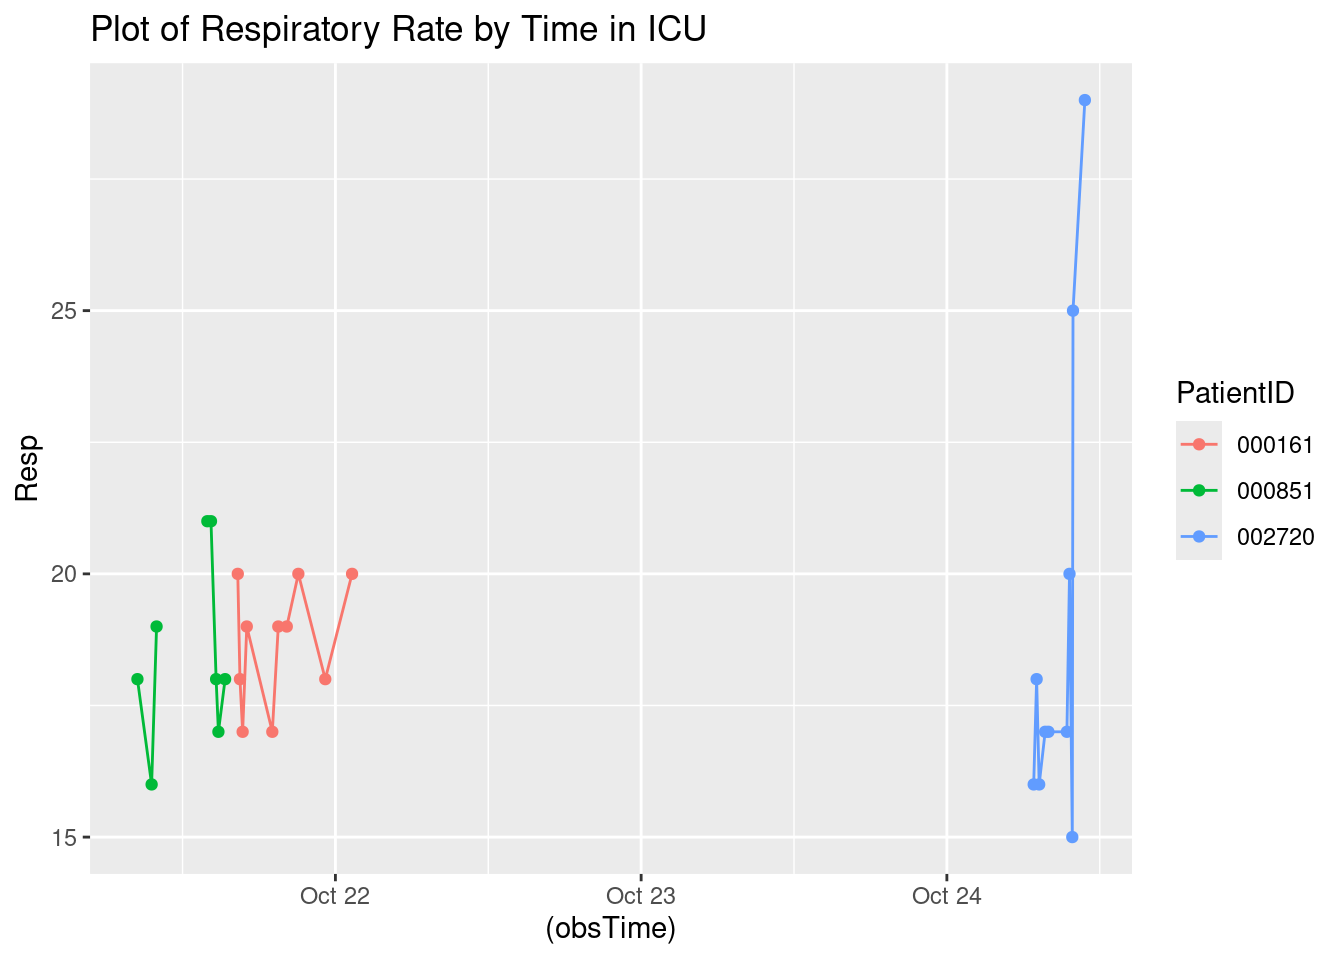 Plot of Respiratory Rate by Time in ICU
Resp
25
20
15
Oct 22
Oct 23
Oct 24
(obsTime)
PatientID
000161
000851
002720